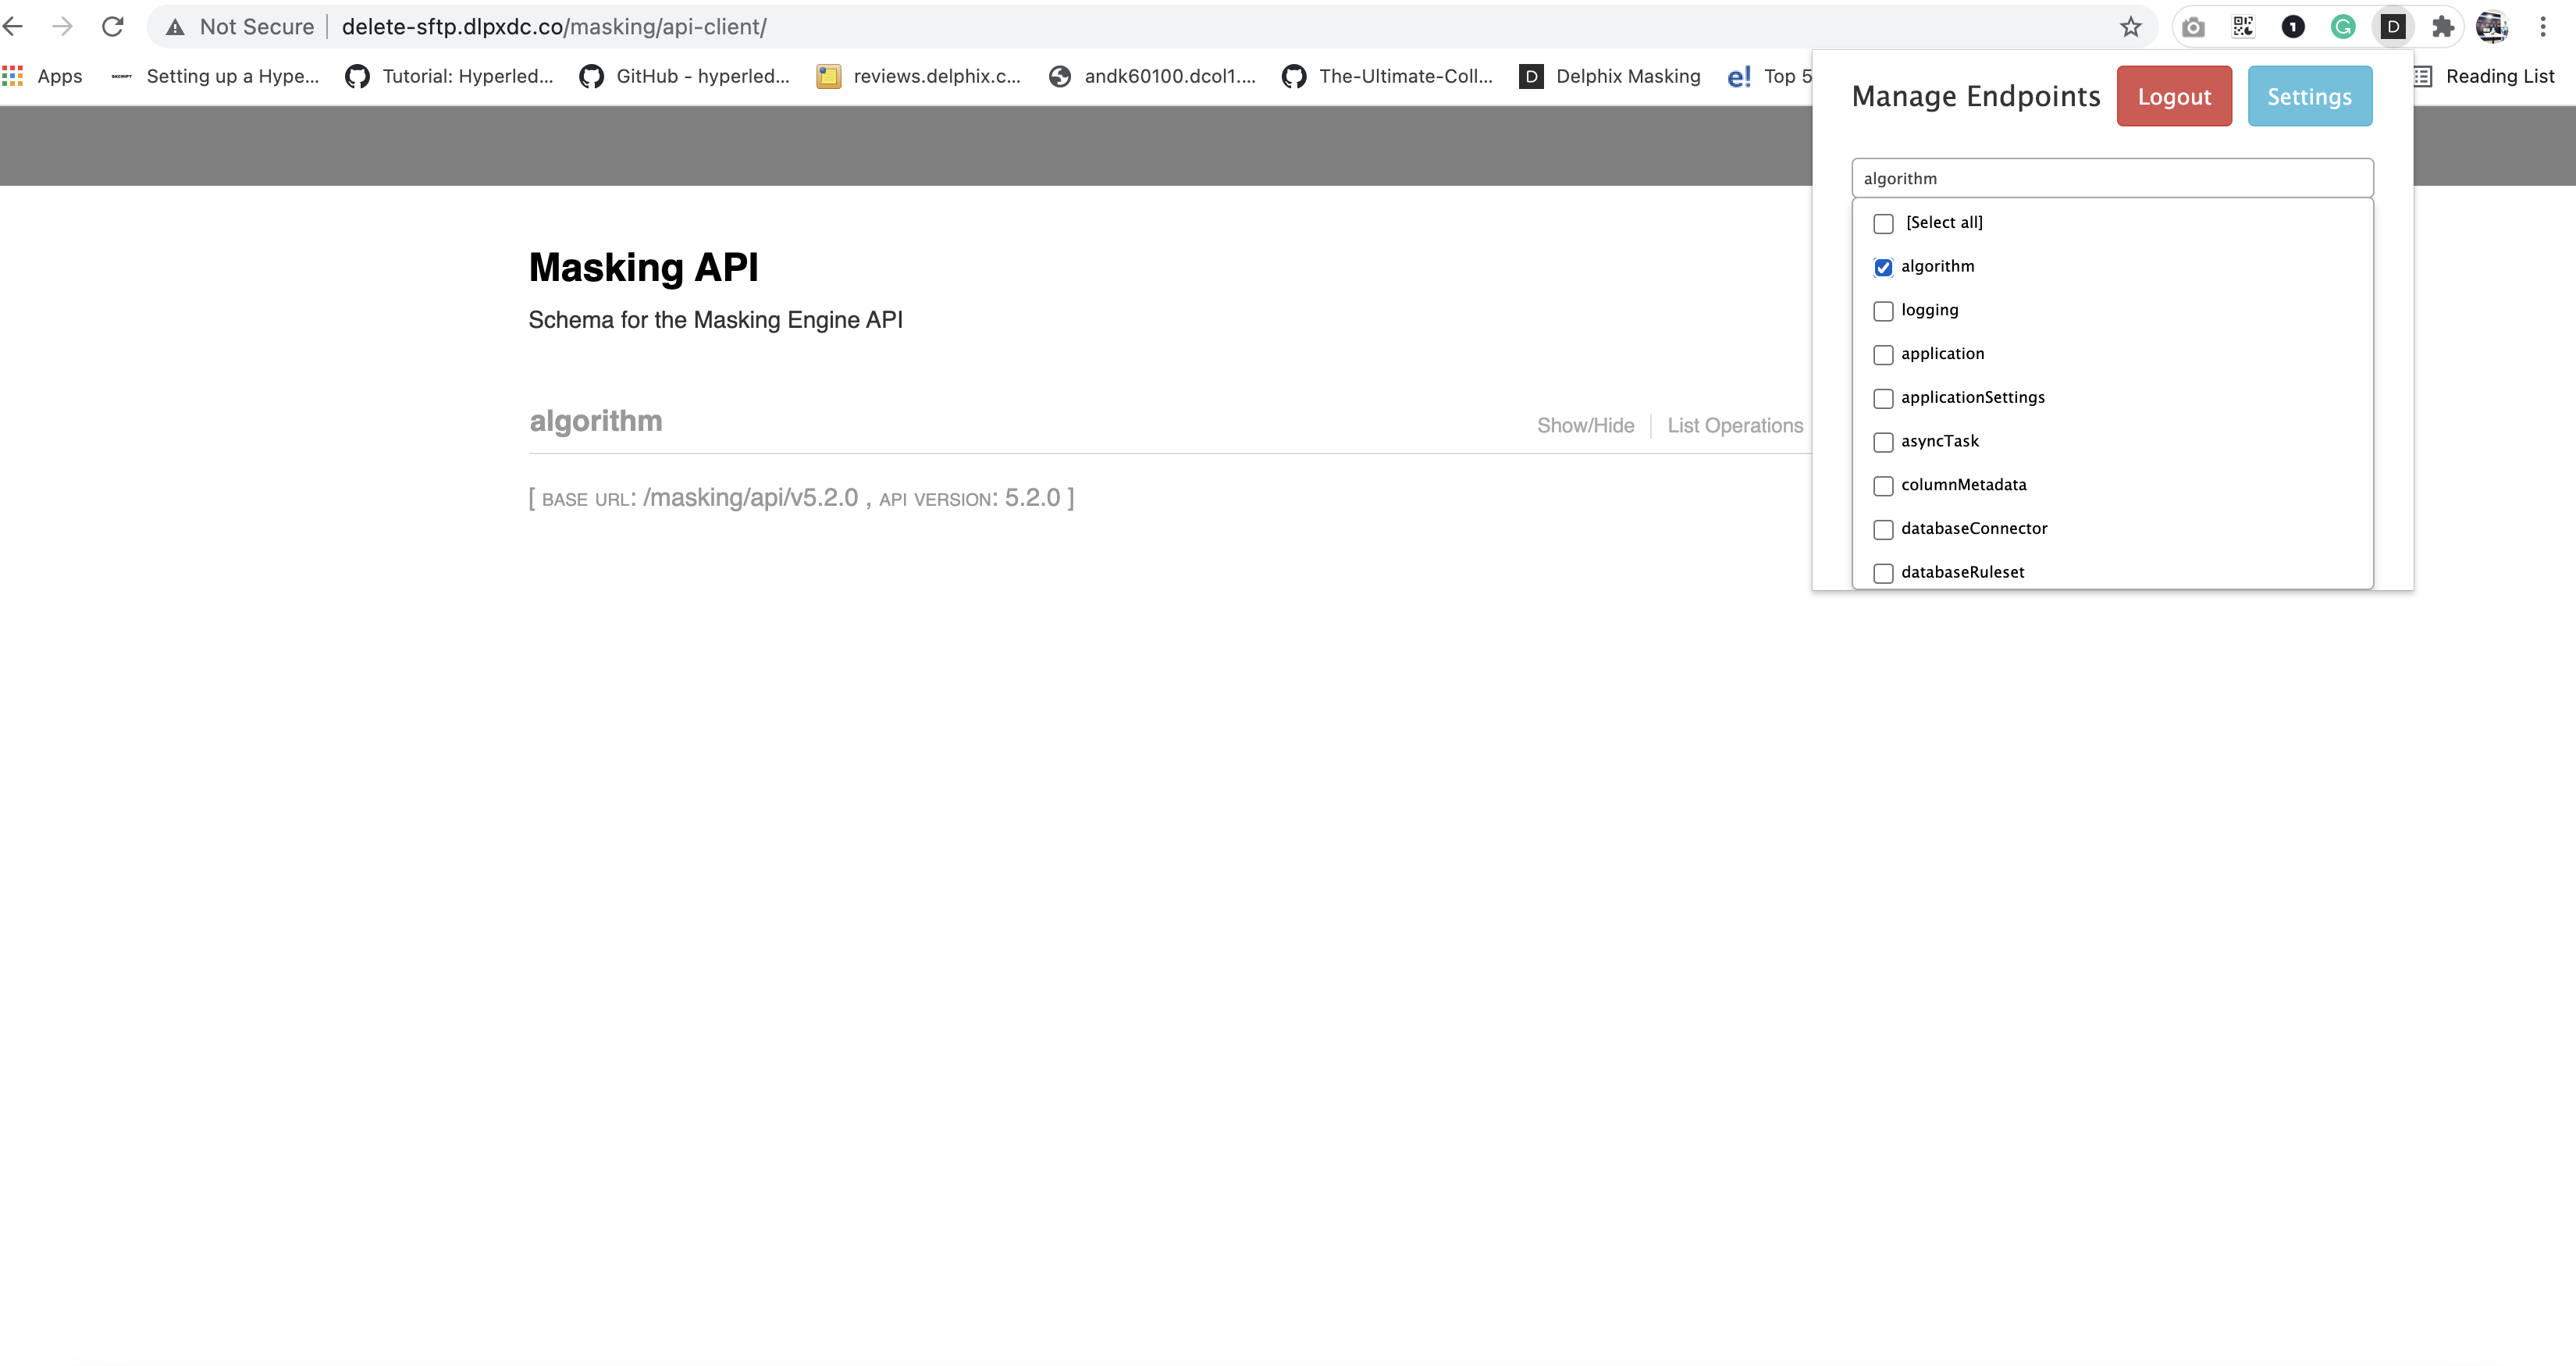 Not Secure | delete-sftp.dlpxdc.co/masking/api-client/
Apps Setting up a Hype... Tutorial: Hyperled... GitHub - hyperled... reviews.delphix.c... andk60100.dcol1.... The-Ultimate-Coll... D Delphix Masking e! Top 5 Reading List
Manage Endpoints Logout Settings
algorithm
[Select all]
algorithm
logging
application
applicationSettings
asyncTask
columnMetadata
databaseConnector
databaseRuleset
Masking API
Schema for the Masking Engine API
algorithm Show/Hide List Operations
[ BASE URL: /masking/api/v5.2.0 , API VERSION: 5.2.0 ]